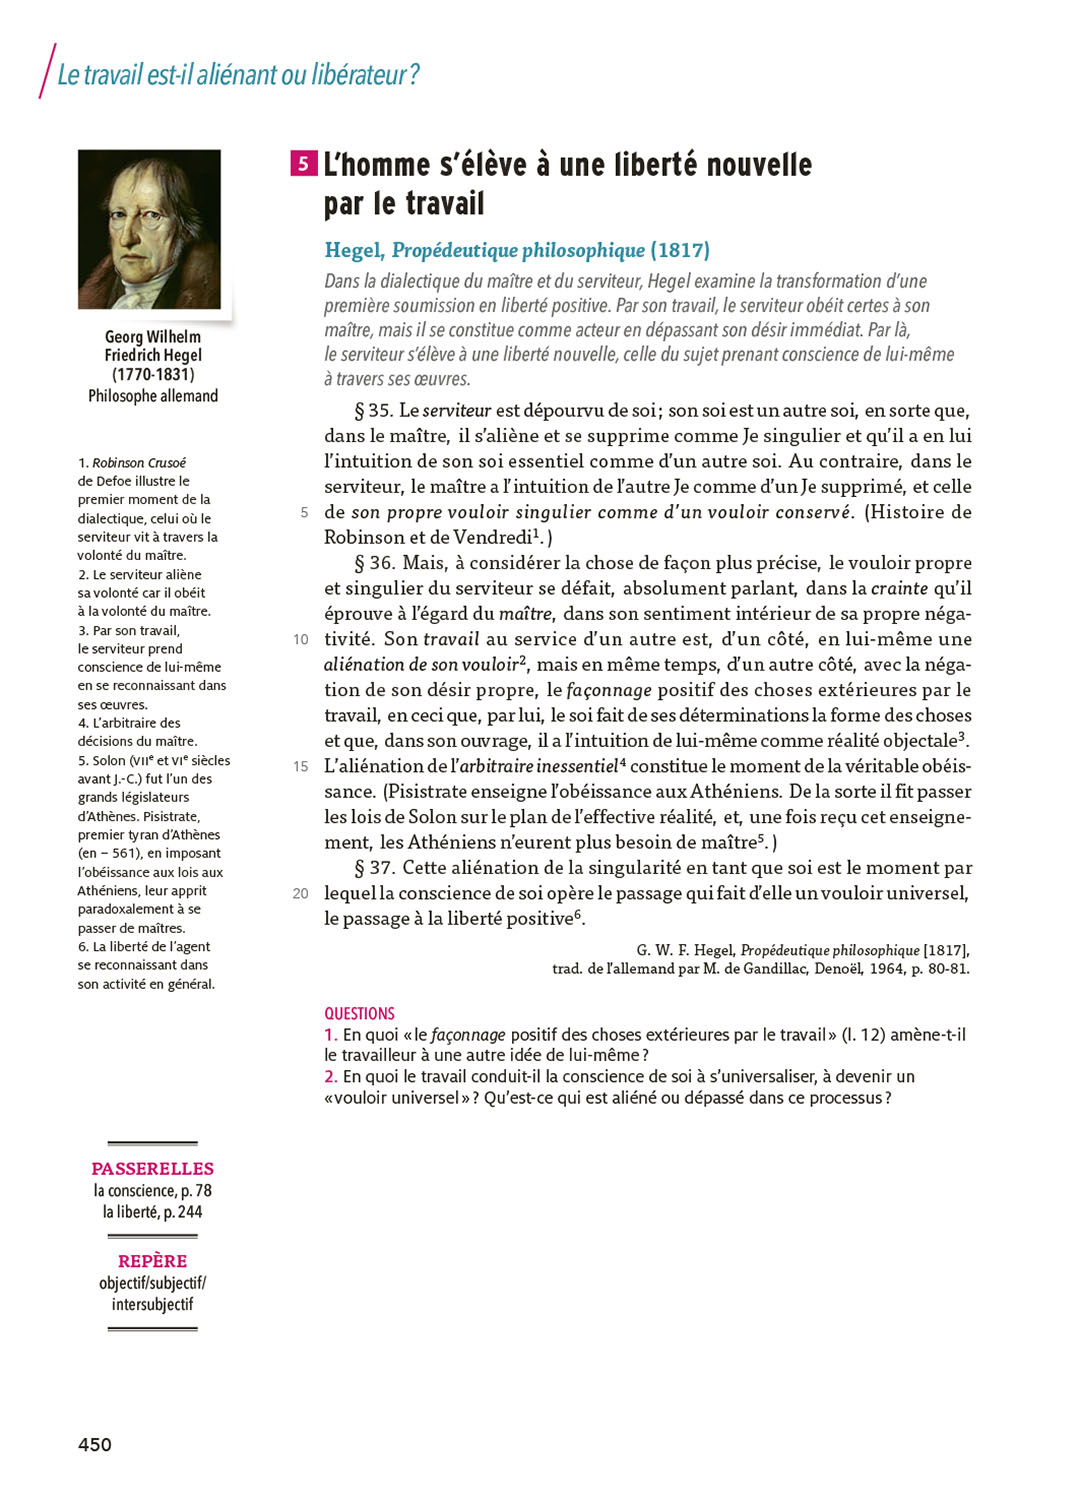 Le travail est-il aliénant ou libérateur ?
5 L'homme s'élève à une liberté nouvelle
par le travail
Hegel, Propédeutique philosophique (1817)
Dans la dialectique du maître et du serviteur, Hegel examine la transformation d'une
première soumission en liberté positive. Par son travail, le serviteur obéit certes à son
maître, mais il se constitue comme acteur en dépassant son désir immédiat. Par là,
le serviteur s'élève à une liberté nouvelle, celle du sujet prenant conscience de lui-même
à travers ses œuvres.
§ 35. Le serviteur est dépourvu de soi ; son soi est un autre soi, en sorte que,
dans le maître, il s'aliène et se supprime comme Je singulier et qu'il a en lui
l'intuition de son soi essentiel comme d'un autre soi. Au contraire, dans le
serviteur, le maître a l'intuition de l'autre Je comme d'un Je supprimé, et celle
5 de son propre vouloir singulier comme d'un vouloir conservé. (Histoire de
Robinson et de Vendredi¹.)
§ 36. Mais, à considérer la chose de façon plus précise, le vouloir propre
et singulier du serviteur se défait, absolument parlant, dans la crainte qu'il
éprouve à l'égard du maître, dans son sentiment intérieur de sa propre néga-
10 tivité. Son travail au service d'un autre est, d'un côté, en lui-même une
aliénation de son vouloir², mais en même temps, d'un autre côté, avec la néga-
tion de son désir propre, le façonnage positif des choses extérieures par le
travail, en ceci que, par lui, le soi fait de ses déterminations la forme des choses
et que, dans son ouvrage, il a l'intuition de lui-même comme réalité objectale³.
15 L'aliénation de l'arbitraire inessentiel⁴ constitue le moment de la véritable obéis-
sance. (Pisistrate enseigne l'obéissance aux Athéniens. De la sorte il fit passer
les lois de Solon sur le plan de l'effective réalité, et, une fois reçu cet enseigne-
ment, les Athéniens n'eurent plus besoin de maître⁵.)
§ 37. Cette aliénation de la singularité en tant que soi est le moment par
20 lequel la conscience de soi opère le passage qui fait d'elle un vouloir universel,
le passage à la liberté positive⁶.
G. W. F. Hegel, Propédeutique philosophique [1817],
trad. de l'allemand par M. de Gandillac, Denoël, 1964, p. 80-81.
QUESTIONS
1. En quoi « le façonnage positif des choses extérieures par le travail » (l. 12) amène-t-il
le travailleur à une autre idée de lui-même ?
2. En quoi le travail conduit-il la conscience de soi à s'universaliser, à devenir un
« vouloir universel » ? Qu'est-ce qui est aliéné ou dépassé dans ce processus ?
Georg Wilhelm
Friedrich Hegel
(1770-1831)
Philosophe allemand
1. Robinson Crusoé
de Defoe illustre le
premier moment de la
dialectique, celui où le
serviteur vit à travers la
volonté du maître.
2. Le serviteur aliène
sa volonté car il obéit
à la volonté du maître.
3. Par son travail,
le serviteur prend
conscience de lui-même
en se reconnaissant dans
ses œuvres.
4. L'arbitraire des
décisions du maître.
5. Solon (VIIe et VIe siècles
avant J.-C.) fut l'un des
grands législateurs
d'Athènes. Pisistrate,
premier tyran d'Athènes
(en – 561), en imposant
l'obéissance aux lois aux
Athéniens, leur apprit
paradoxalement à se
passer de maîtres.
6. La liberté de l'agent
se reconnaissant dans
son activité en général.
PASSERELLES
la conscience, p. 78
la liberté, p. 244
REPÈRE
objectif/subjectif/
intersubjectif
450